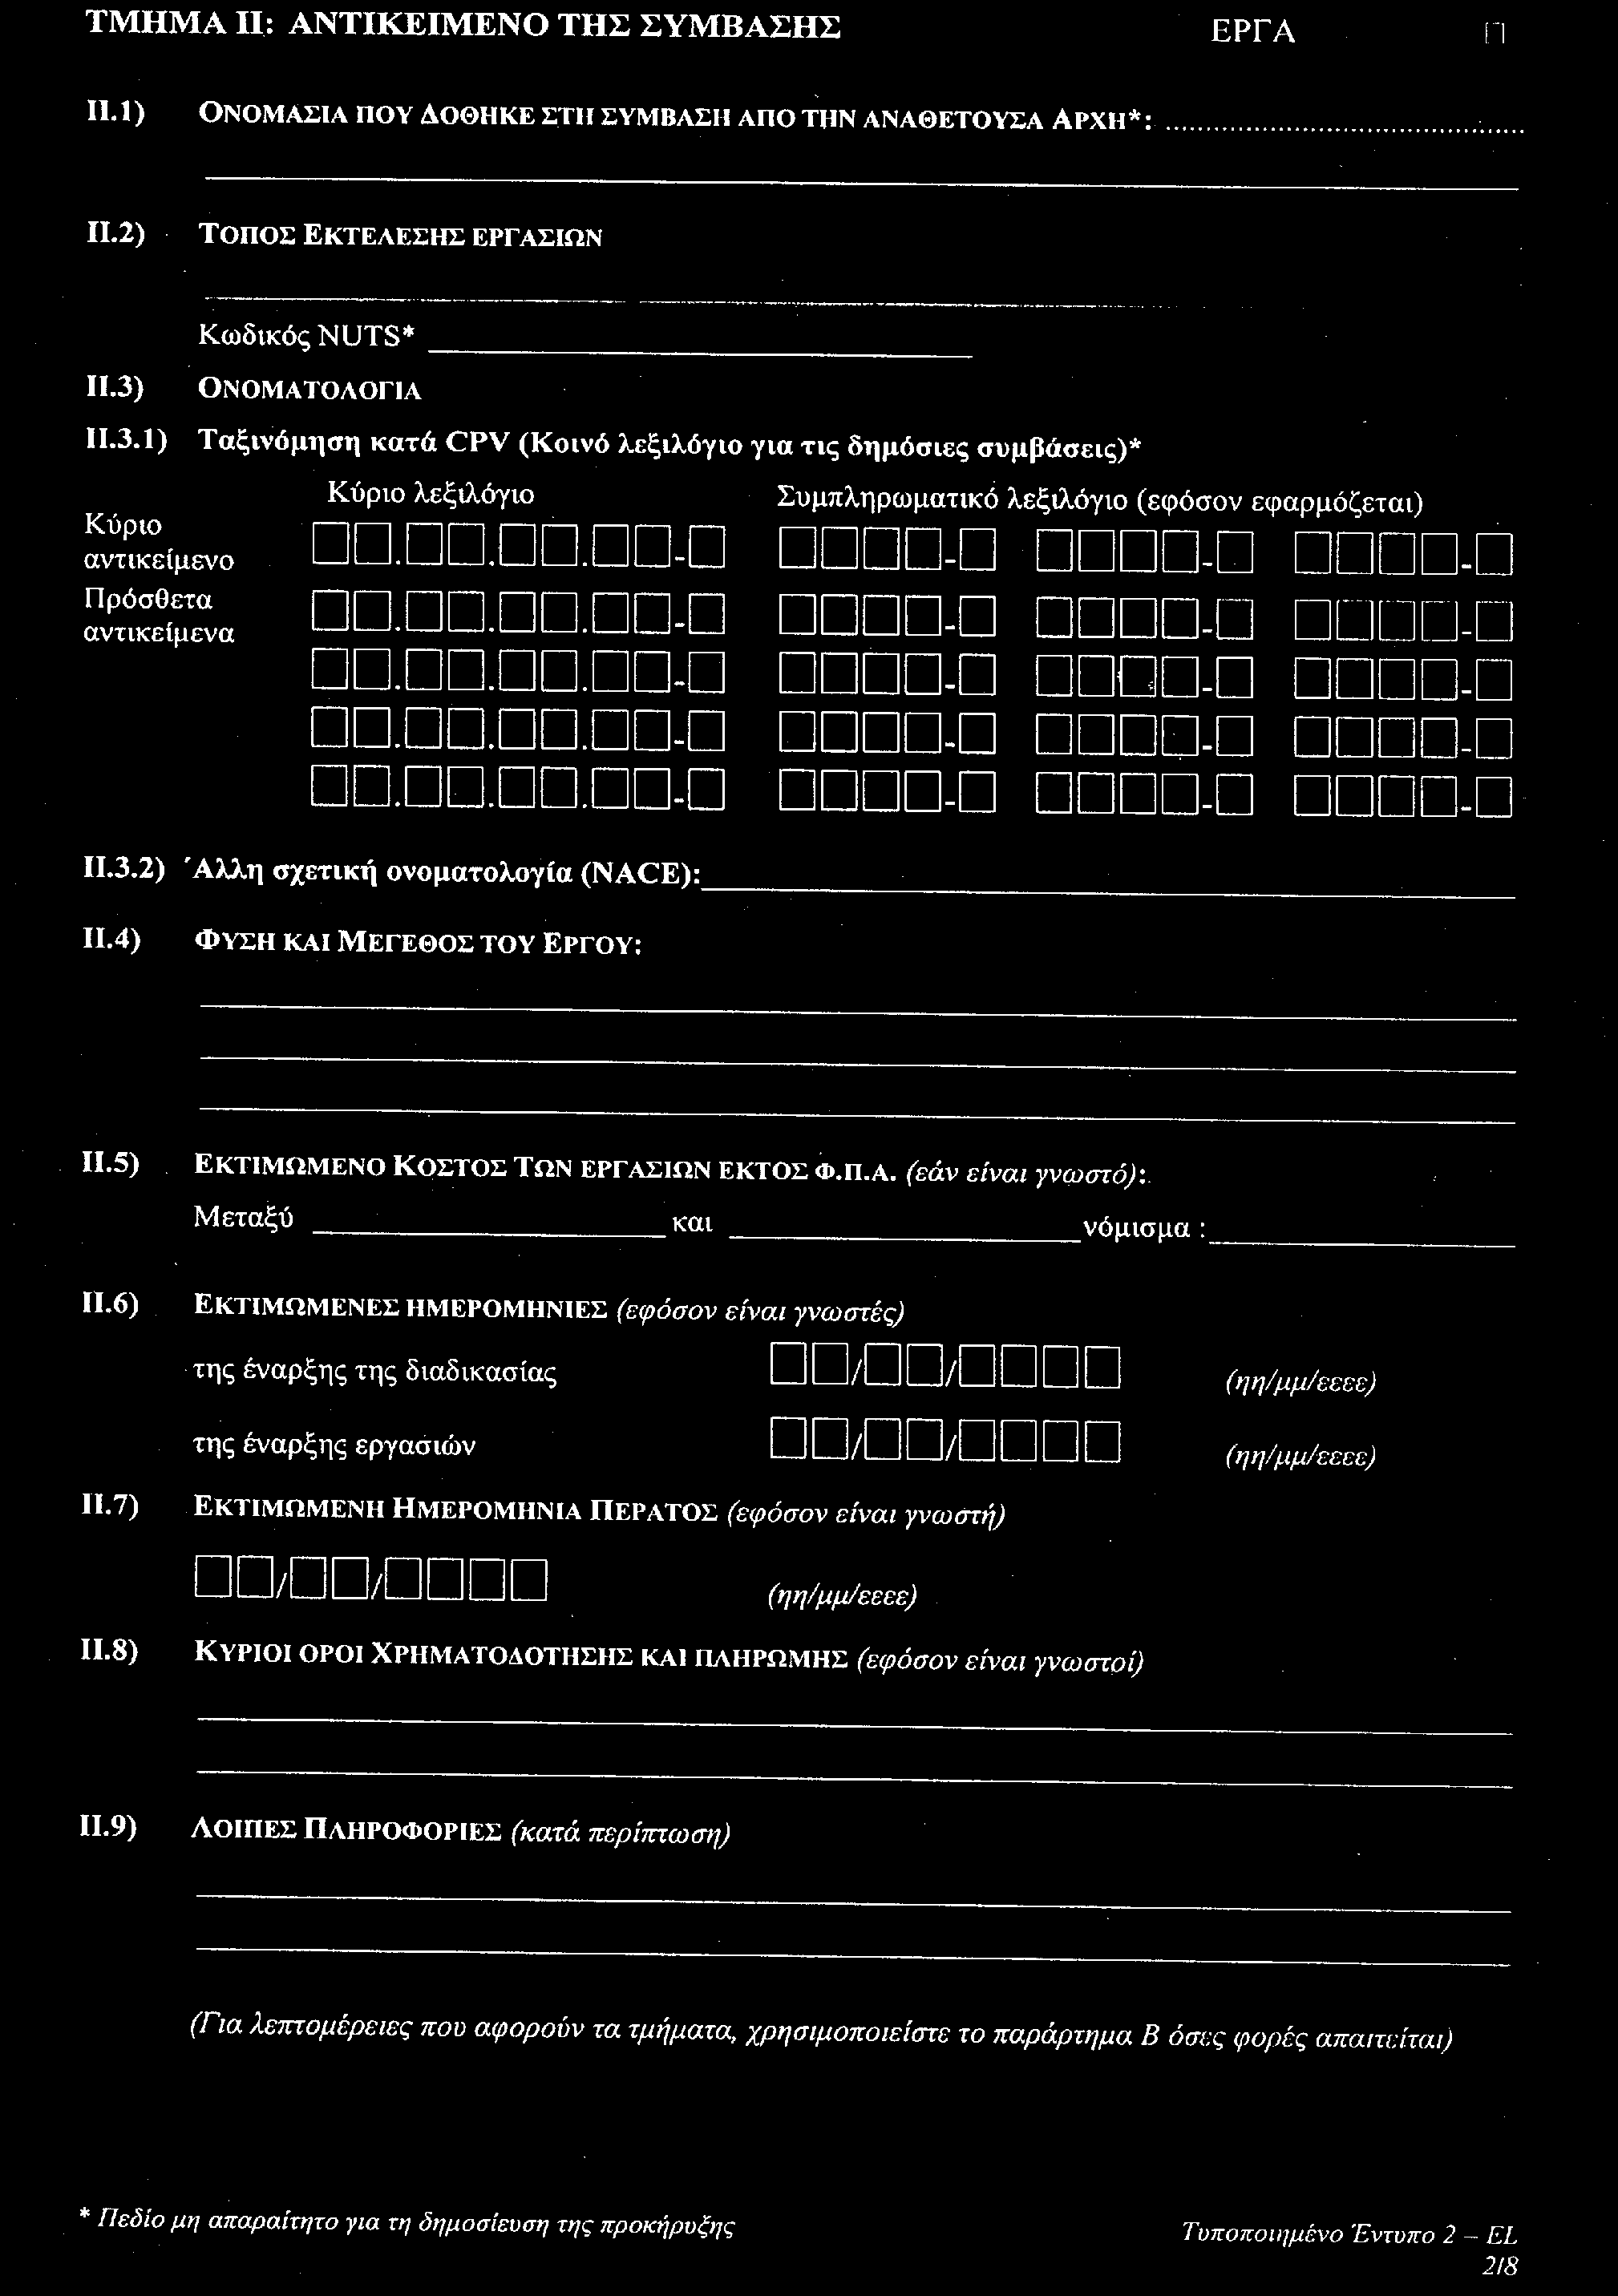 ΤΜΗΜΑ ΙΙ: ΑΝΤΙΚΕΙΜΕΝΟ ΤΗΣ ΣΥΜΒΑΣΗΣ ΕΡΓΑ □
ΙΙ.1) ΟΝΟΜΑΣΙΑ ΠΟΥ ΔΟΘΗΚΕ ΣΤΗ ΣΥΜΒΑΣΗ ΑΠΟ ΤΗΝ ΑΝΑΘΕΤΟΥΣΑ ΑΡΧΗ*: ......................................................
ΙΙ.2) ΤΟΠΟΣ ΕΚΤΕΛΕΣΗΣ ΕΡΓΑΣΙΩΝ
Κωδικός NUTS* ______________________
ΙΙ.3) ΟΝΟΜΑΤΟΛΟΓΙΑ
ΙΙ.3.1) Ταξινόμηση κατά CPV (Κοινό λεξιλόγιο για τις δημόσιες συμβάσεις)*
Κύριο λεξιλόγιο Συμπληρωματικό λεξιλόγιο (εφόσον εφαρμόζεται)
Κύριο
αντικείμενο □□.□□.□□.□□-□ □□□□-□ □□□□-□ □□□□-□
Πρόσθετα
αντικείμενα □□.□□.□□.□□-□ □□□□-□ □□□□-□ □□□□-□
□□.□□.□□.□□-□ □□□□-□ □□□□-□ □□□□-□
□□.□□.□□.□□-□ □□□□-□ □□□□-□ □□□□-□
□□.□□.□□.□□-□ □□□□-□ □□□□-□ □□□□-□
ΙΙ.3.2) Άλλη σχετική ονοματολογία (NACE):______________________
ΙΙ.4) ΦΥΣΗ ΚΑΙ ΜΕΓΕΘΟΣ ΤΟΥ ΕΡΓΟΥ:
ΙΙ.5) ΕΚΤΙΜΩΜΕΝΟ ΚΟΣΤΟΣ ΤΩΝ ΕΡΓΑΣΙΩΝ ΕΚΤΟΣ Φ.Π.Α. (εάν είναι γνωστό):
Μεταξύ ______________ και ______________ νόμισμα :____________
ΙΙ.6) ΕΚΤΙΜΩΜΕΝΕΣ ΗΜΕΡΟΜΗΝΙΕΣ (εφόσον είναι γνωστές)
της έναρξης της διαδικασίας □□/□□/□□□□ (ηη/μμ/εεεε)
της έναρξης εργασιών □□/□□/□□□□ (ηη/μμ/εεεε)
ΙΙ.7) ΕΚΤΙΜΩΜΕΝΗ ΗΜΕΡΟΜΗΝΙΑ ΠΕΡΑΤΟΣ (εφόσον είναι γνωστή)
□□/□□/□□□□ (ηη/μμ/εεεε)
ΙΙ.8) ΚΥΡΙΟΙ ΟΡΟΙ ΧΡΗΜΑΤΟΔΟΤΗΣΗΣ ΚΑΙ ΠΛΗΡΩΜΗΣ (εφόσον είναι γνωστοί)
ΙΙ.9) ΛΟΙΠΕΣ ΠΛΗΡΟΦΟΡΙΕΣ (κατά περίπτωση)
(Για λεπτομέρειες που αφορούν τα τμήματα, χρησιμοποιείστε το παράρτημα Β όσες φορές απαιτείται)
* Πεδίο μη απαραίτητο για τη δημοσίευση της προκήρυξης
Τυποποιημένο Έντυπο 2 – EL
2/8